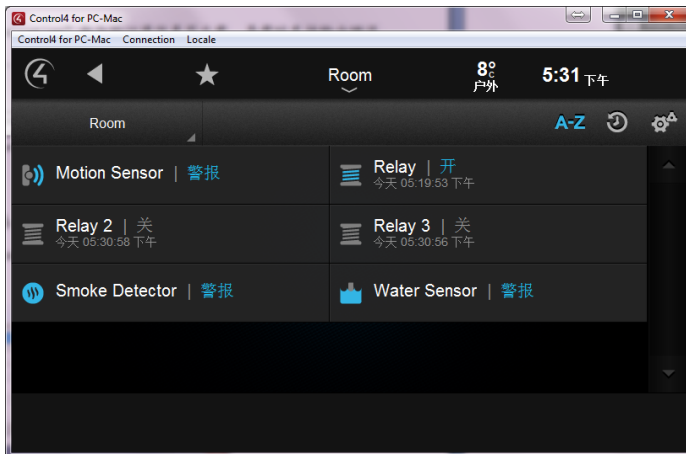 Control4 for PC-Mac
Control4 for PC-Mac Connection Locale
Room 8° 5:31 下午
C
户外
Room A-Z
Motion Sensor | 警报 Relay | 开
今天 05:19:53 下午
Relay 2 | 关 Relay 3 | 关
今天 05:30:58 下午 今天 05:30:56 下午
Smoke Detector | 警报 Water Sensor | 警报